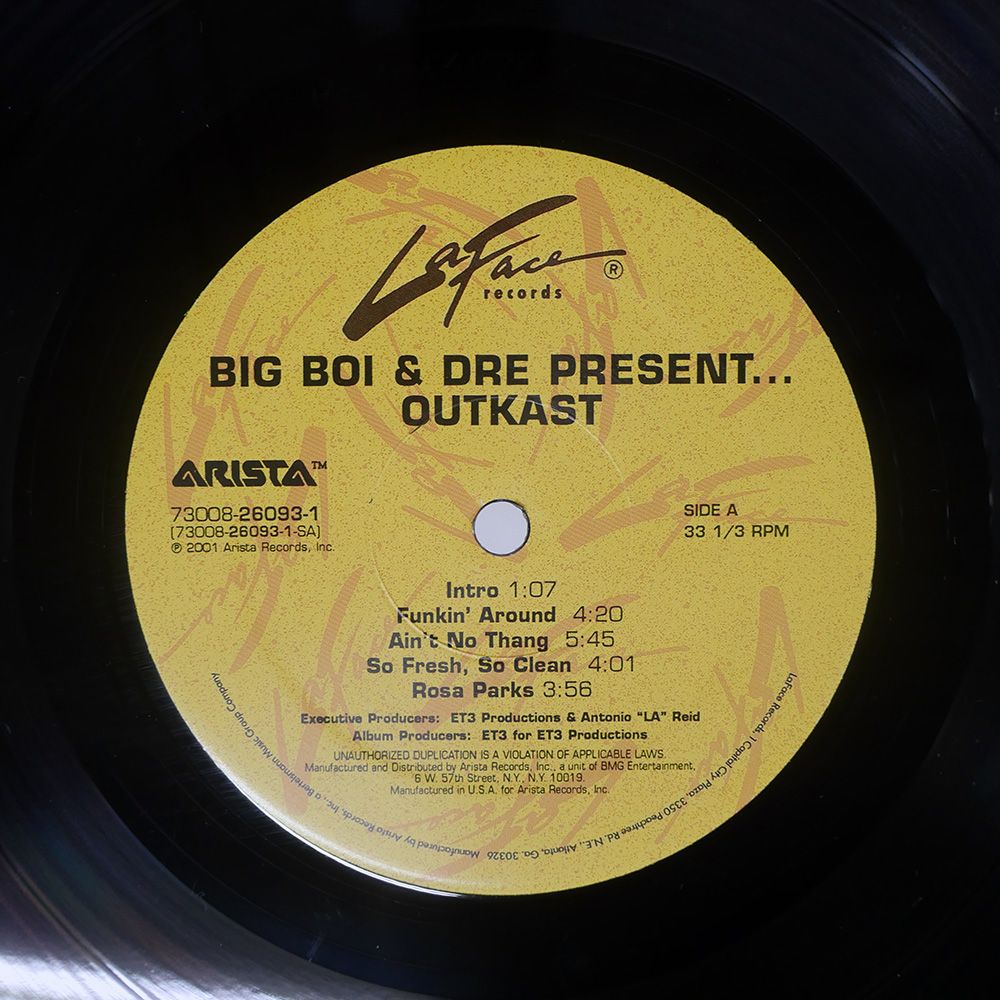 LaFace
records ®
BIG BOI & DRE PRESENT...
OUTKAST
ARISTA™
73008-26093-1
(73008-26093-1-SA)
℗ 2001 Arista Records, Inc.
SIDE A
33 1/3 RPM
Intro 1:07
Funkin' Around 4:20
Ain't No Thang 5:45
So Fresh, So Clean 4:01
Rosa Parks 3:56
Executive Producers: ET3 Productions & Antonio "LA" Reid
Album Producers: ET3 for ET3 Productions
UNAUTHORIZED DUPLICATION IS A VIOLATION OF APPLICABLE LAWS.
Manufactured and Distributed by Arista Records, Inc., a unit of BMG Entertainment,
6 W. 57th Street, N.Y., N.Y. 10019.
Manufactured in U.S.A. for Arista Records, Inc.
LaFace Records, 1 Capitol City Plaza, 3350 Peachtree Rd. N.E., Atlanta, Ga. 30326 Manufactured by Arista Records, Inc., a Bertelsmann Music Group Company.